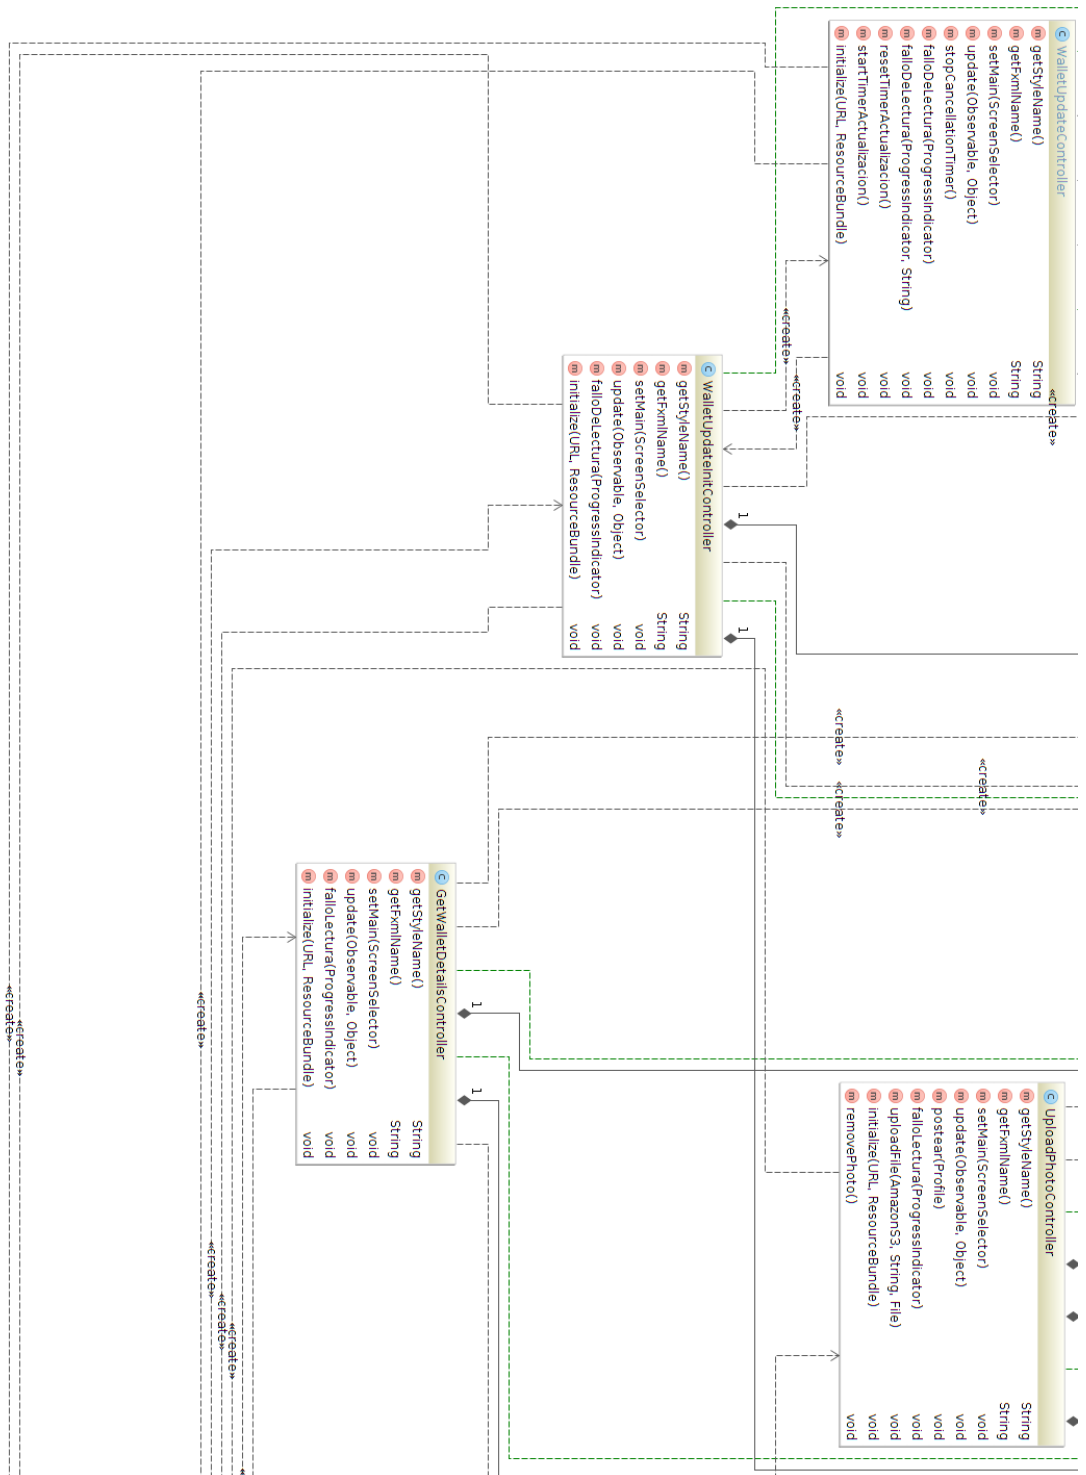 WalletUpdateController
getStyleName() String
getFxmlName() String
setMain(ScreenSelector) void
update(Observable, Object) void
stopCancellationTimer() void
falloDeLectura(ProgressIndicator) void
falloDeLectura(ProgressIndicator, String) void
resetTimerActualizacion() void
startTimerActualizacion() void
initialize(URL, ResourceBundle) void
«create»
«create»
«create»
WalletUpdateInitController
getStyleName() String
getFxmlName() String
setMain(ScreenSelector) void
update(Observable, Object) void
falloDeLectura(ProgressIndicator) void
initialize(URL, ResourceBundle) void
1
1
«create»
«create»
«create»
GetWalletDetailsController
getStyleName() String
getFxmlName() String
setMain(ScreenSelector) void
update(Observable, Object) void
falloLectura(ProgressIndicator) void
initialize(URL, ResourceBundle) void
1
1
UploadPhotoController
getStyleName() String
getFxmlName() String
setMain(ScreenSelector) void
update(Observable, Object) void
postear(Profile) void
falloLectura(ProgressIndicator) void
uploadFile(AmazonS3, String, File) void
initialize(URL, ResourceBundle) void
removePhoto() void
«create»
«create»
«create»
«create»
«create»
«create»